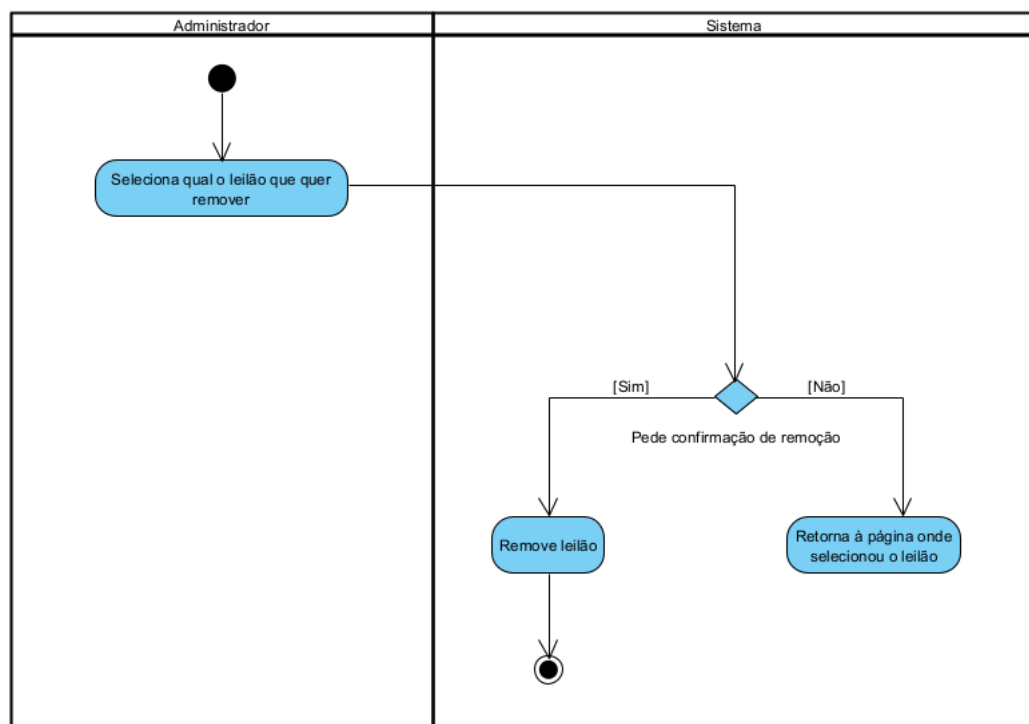 Administrador
Sistema
Seleciona qual o leilão que quer
remover
[Sim]
[Não]
Pede confirmação de remoção
Remove leilão
Retorna à página onde
selecionou o leilão